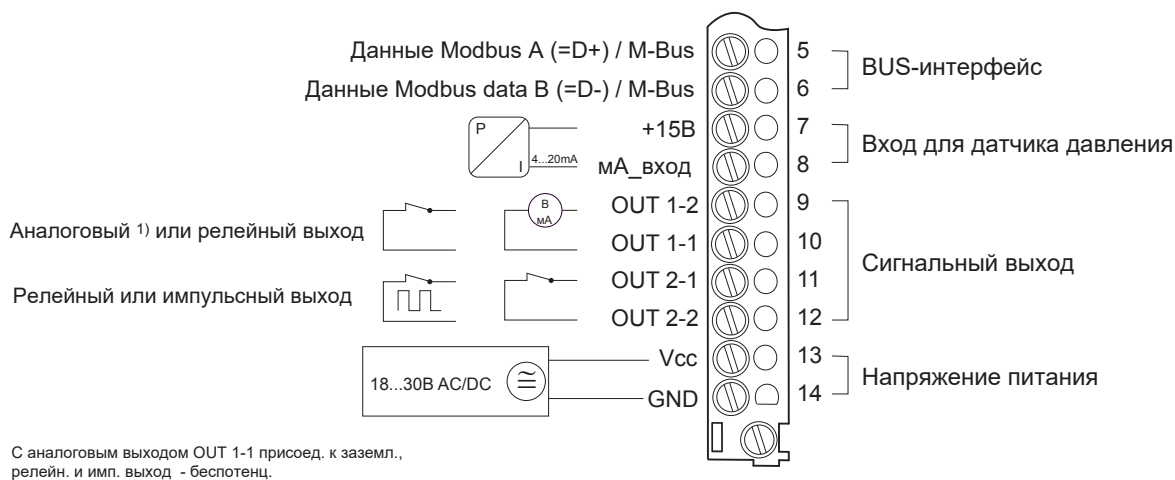 Данные Modbus A (=D+) / M-Bus 5
BUS-интерфейс
Данные Modbus data B (=D-) / M-Bus 6
P
I
4...20mA
+15В 7
Вход для датчика давления
мА_вход 8
OUT 1-2 9
В
мА
Аналоговый 1) или релейный выход
OUT 1-1 10
Сигнальный выход
OUT 2-1 11
Релейный или импульсный выход
OUT 2-2 12
Vcc 13
18...30В AC/DC
Напряжение питания
GND 14
С аналоговым выходом OUT 1-1 присоед. к заземл.,
релейн. и имп. выход - беспотенц.